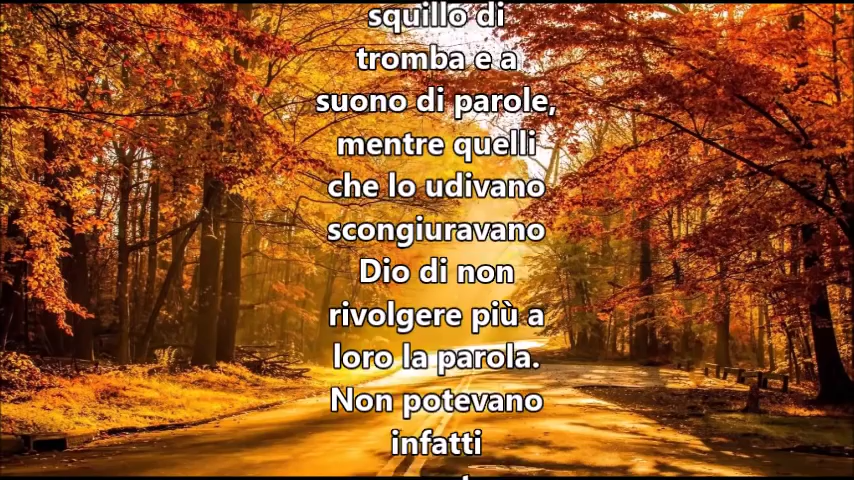 squillo di
tromba e a
suono di parole,
mentre quelli
che lo udivano
scongiuravano
Dio di non
rivolgere più a
loro la parola.
Non potevano
infatti